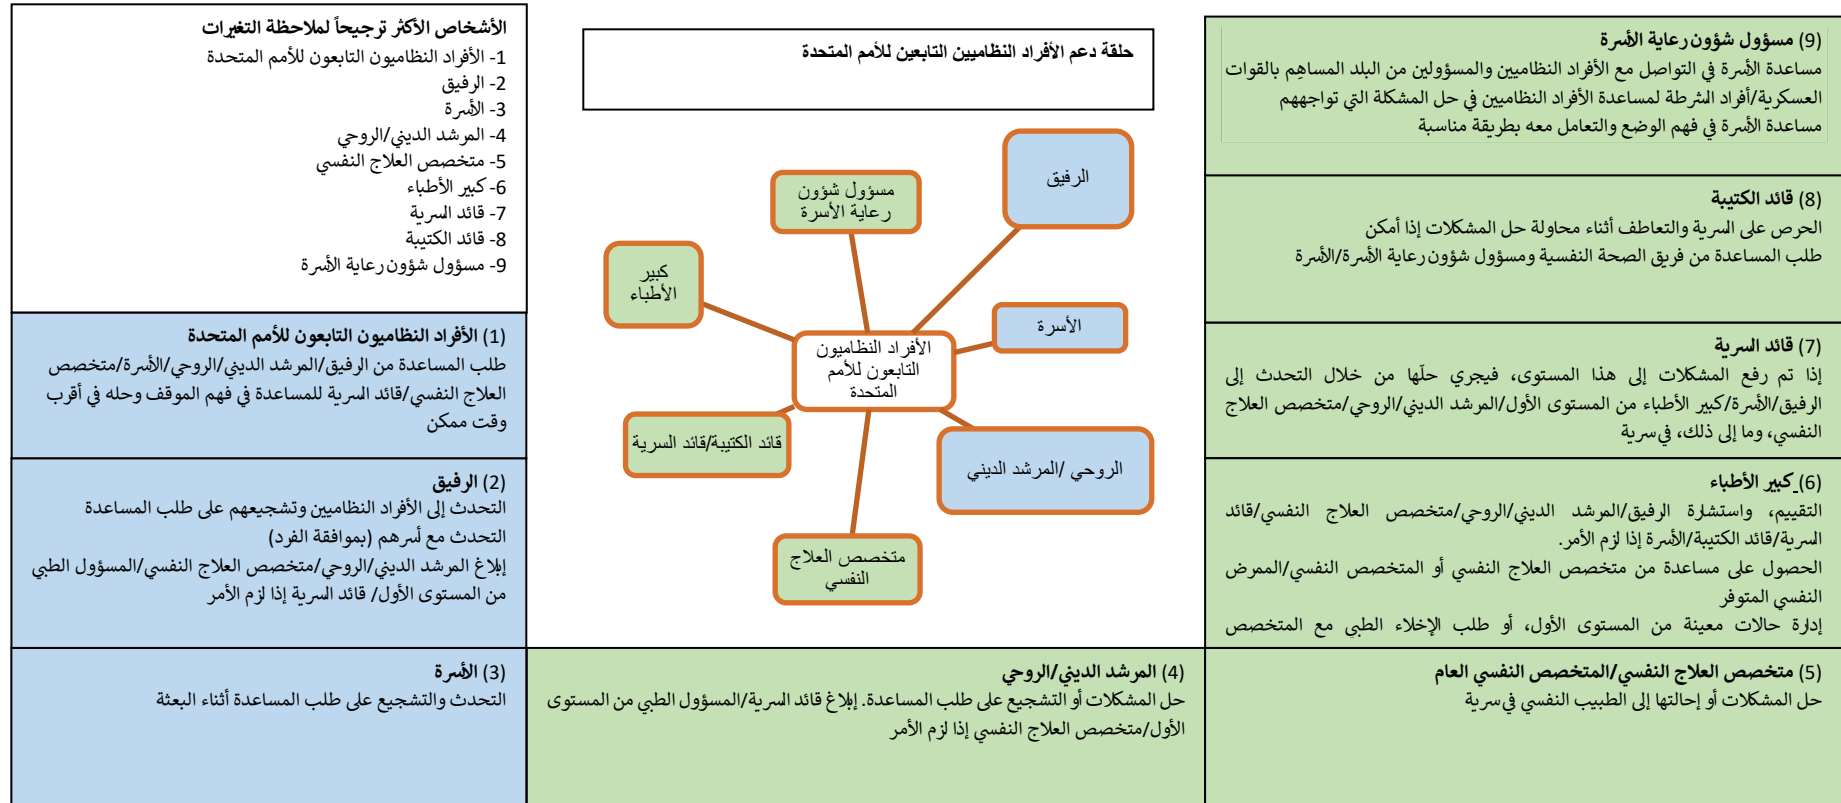 الأشخاص الأكثر ترجيحاً لملاحظة التغيرات
1- الأفراد النظاميون التابعون للأمم المتحدة
2- الرفيق
3- الأسرة
4- المرشد الديني/الروحي
5- متخصص العلاج النفسي
6- كبير الأطباء
7- قائد السرية
8- قائد الكتيبة
9- مسؤول شؤون رعاية الأسرة
(1) الأفراد النظاميون التابعون للأمم المتحدة
طلب المساعدة من الرفيق/المرشد الديني/الروحي/الأسرة/متخصص
العلاج النفسي/قائد السرية للمساعدة في فهم الموقف وحله في أقرب
وقت ممكن
(2) الرفيق
التحدث إلى الأفراد النظاميين وتشجيعهم على طلب المساعدة
التحدث مع أسرهم (بموافقة الفرد)
إبلاغ المرشد الديني/الروحي/متخصص العلاج النفسي/المسؤول الطبي
من المستوى الأول/ قائد السرية إذا لزم الأمر
(3) الأسرة
التحدث والتشجيع على طلب المساعدة أثناء البعثة
حلقة دعم الأفراد النظاميين التابعين للأمم المتحدة
الرفيق
مسؤول شؤون
رعاية الأسرة
كبير
الأطباء
الأسرة
الأفراد النظاميون
التابعون للأمم
المتحدة
قائد الكتيبة/قائد السرية
الروحي /المرشد الديني
متخصص العلاج
النفسي
(4) المرشد الديني/الروحي
حل المشكلات أو التشجيع على طلب المساعدة. إبلاغ قائد السرية/المسؤول الطبي من المستوى
الأول/متخصص العلاج النفسي إذا لزم الأمر
(9) مسؤول شؤون رعاية الأسرة
مساعدة الأسرة في التواصل مع الأفراد النظاميين والمسؤولين من البلد المساهِم بالقوات
العسكرية/أفراد الشرطة لمساعدة الأفراد النظاميين في حل المشكلة التي تواجههم
مساعدة الأسرة في فهم الوضع والتعامل معه بطريقة مناسبة
(8) قائد الكتيبة
الحرص على السرية والتعاطف أثناء محاولة حل المشكلات إذا أمكن
طلب المساعدة من فريق الصحة النفسية ومسؤول شؤون رعاية الأسرة/الأسرة
(7) قائد السرية
إذا تم رفع المشكلات إلى هذا المستوى، فيجري حلّها من خلال التحدث إلى
الرفيق/الأسرة/كبير الأطباء من المستوى الأول/المرشد الديني/الروحي/متخصص العلاج
النفسي، وما إلى ذلك، في سرية
(6) كبير الأطباء
التقييم، واستشارة الرفيق/المرشد الديني/الروحي/متخصص العلاج النفسي/قائد
السرية/قائد الكتيبة/الأسرة إذا لزم الأمر.
الحصول على مساعدة من متخصص العلاج النفسي أو المتخصص النفسي/الممرض
النفسي المتوفر
إدارة حالات معينة من المستوى الأول، أو طلب الإخلاء الطبي مع المتخصص
(5) متخصص العلاج النفسي/المتخصص النفسي العام
حل المشكلات أو إحالتها إلى الطبيب النفسي في سرية